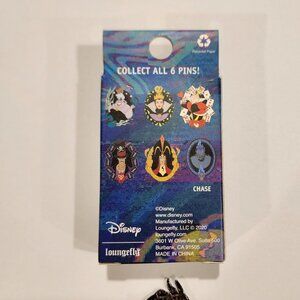 Recycled Paper
COLLECT ALL 6 PINS!
CHASE
©Disney
www.disney.com
Manufactured by
Loungefly, LLC © 2020
loungefly.com
3601 W Olive Ave, Suite 500
Burbank, CA 91505
MADE IN CHINA
Disney
loungefly